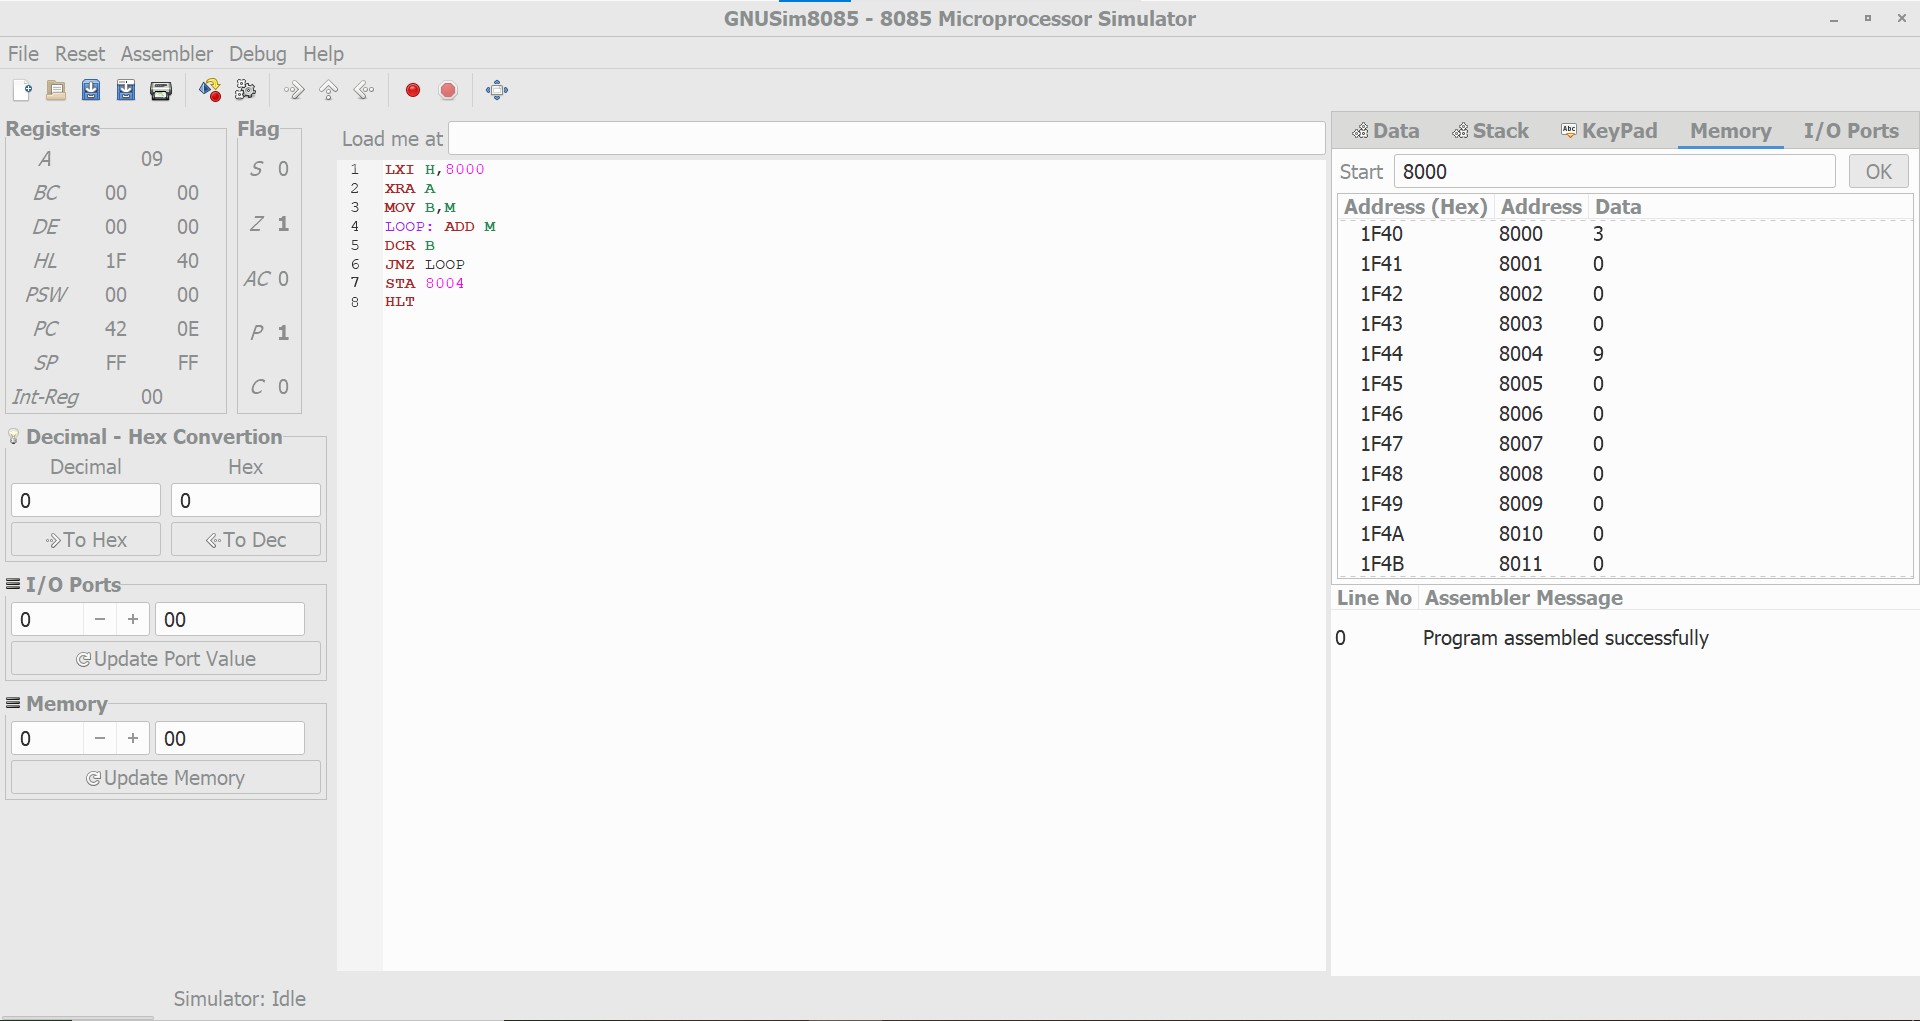 GNUSim8085 - 8085 Microprocessor Simulator
File Reset Assembler Debug Help
Registers
A 09
BC 00 00
DE 00 00
HL 1F 40
PSW 00 00
PC 42 0E
SP FF FF
Int-Reg 00
Flag
S 0
Z 1
AC 0
P 1
C 0
Decimal - Hex Convertion
Decimal Hex
0 0
To Hex To Dec
I/O Ports
0 − + 00
Update Port Value
Memory
0 − + 00
Update Memory
Load me at
1 LXI H,8000
2 XRA A
3 MOV B,M
4 LOOP: ADD M
5 DCR B
6 JNZ LOOP
7 STA 8004
8 HLT
Data Stack Abc KeyPad Memory I/O Ports
Start 8000 OK
Address (Hex) Address Data
1F40 8000 3
1F41 8001 0
1F42 8002 0
1F43 8003 0
1F44 8004 9
1F45 8005 0
1F46 8006 0
1F47 8007 0
1F48 8008 0
1F49 8009 0
1F4A 8010 0
1F4B 8011 0
Line No Assembler Message
0 Program assembled successfully
Simulator: Idle